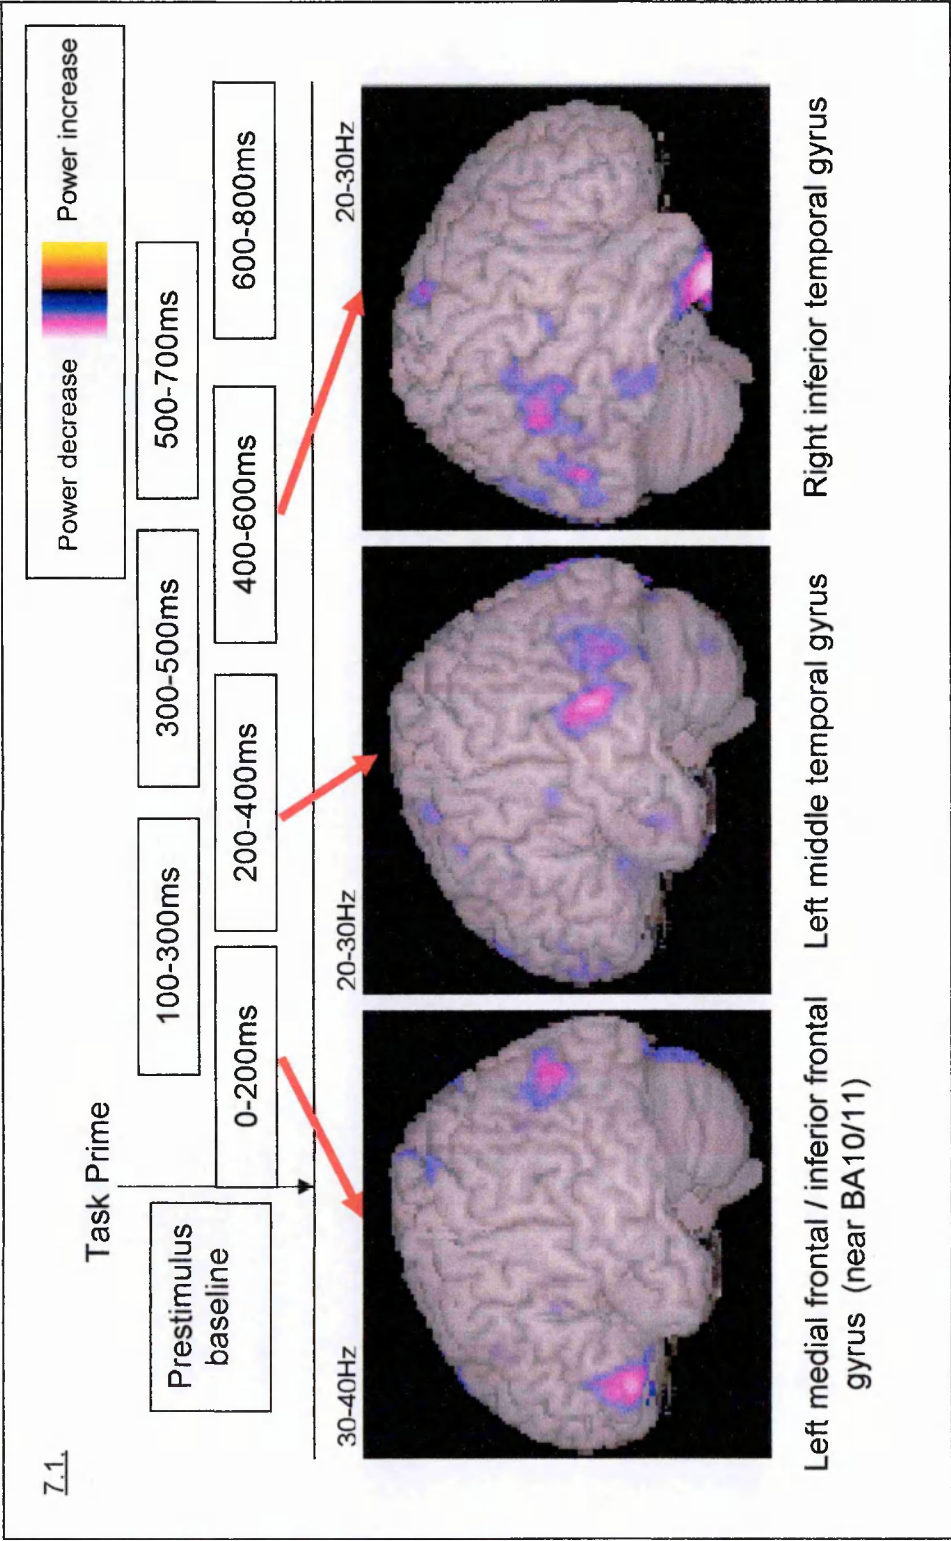 7.1.
Power decrease
Power increase
Task Prime
Prestimulus
baseline
100-300ms
300-500ms
500-700ms
0-200ms
200-400ms
400-600ms
600-800ms
30-40Hz
20-30Hz
20-30Hz
Left medial frontal / inferior frontal
gyrus (near BA10/11)
Left middle temporal gyrus
Right inferior temporal gyrus